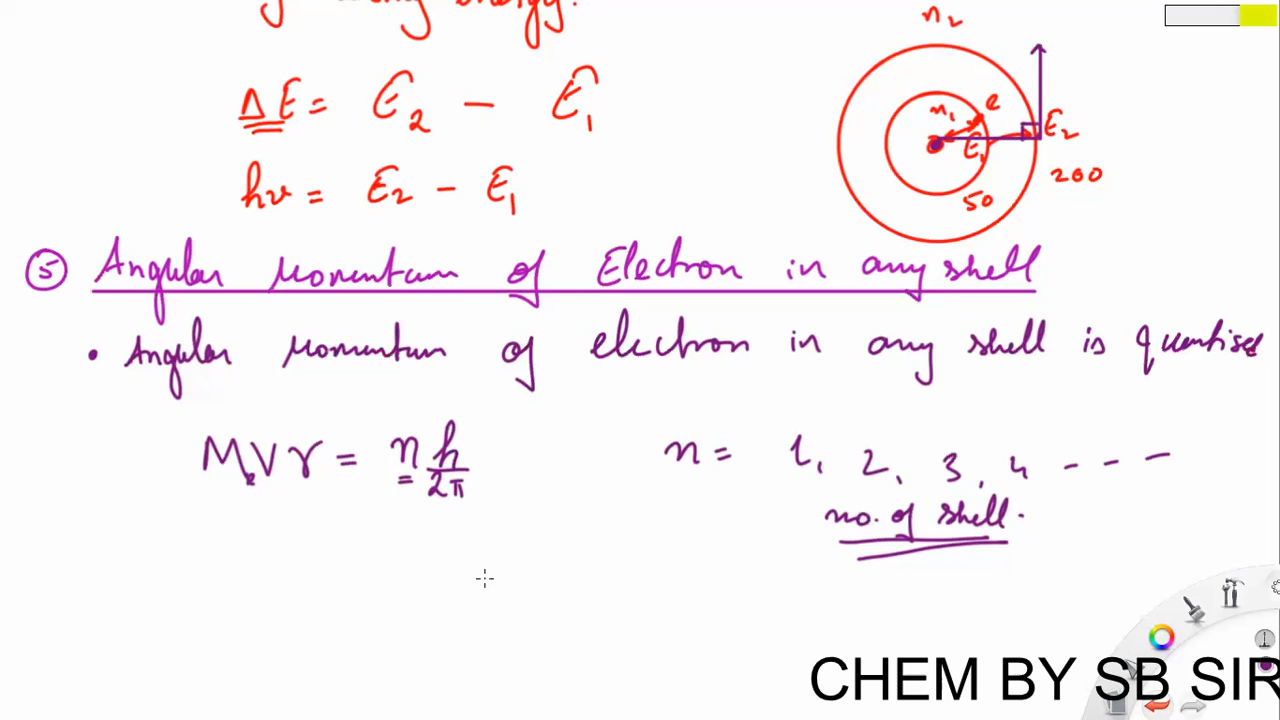 energy.
n₂
ΔE = E₂ - E₁
n₁ e
E₁ E₂
hν = E₂ - E₁
200
50
⑤ Angular Momentum of Electron in any shell
• Angular Momentum of electron in any shell is quantised
MₑVr = nh/2π n = 1, 2, 3, 4 ---
no. of shell.
CHEM BY SB SIR